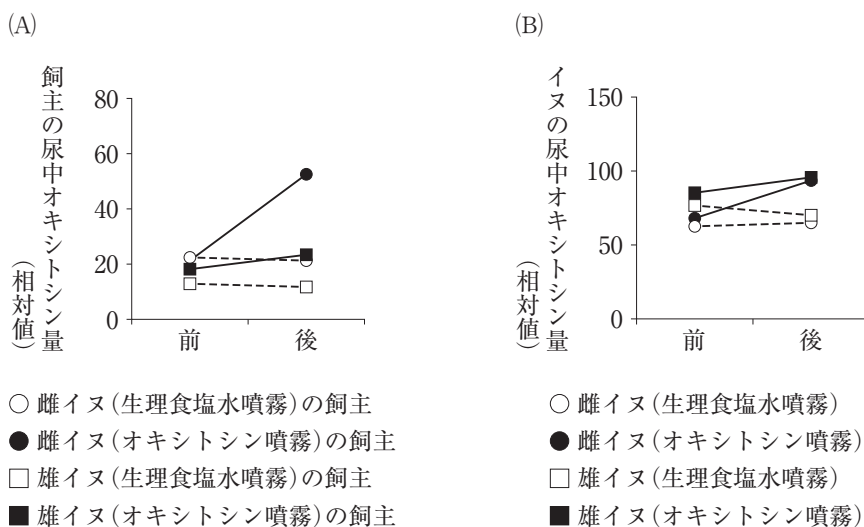 (A)
飼主の尿中オキシトシン量
(相対値)
80
60
40
20
0
前 後
○ 雌イヌ(生理食塩水噴霧)の飼主
● 雌イヌ(オキシトシン噴霧)の飼主
□ 雄イヌ(生理食塩水噴霧)の飼主
■ 雄イヌ(オキシトシン噴霧)の飼主
(B)
イヌの尿中オキシトシン量
(相対値)
150
100
50
0
前 後
○ 雌イヌ(生理食塩水噴霧)
● 雌イヌ(オキシトシン噴霧)
□ 雄イヌ(生理食塩水噴霧)
■ 雄イヌ(オキシトシン噴霧)